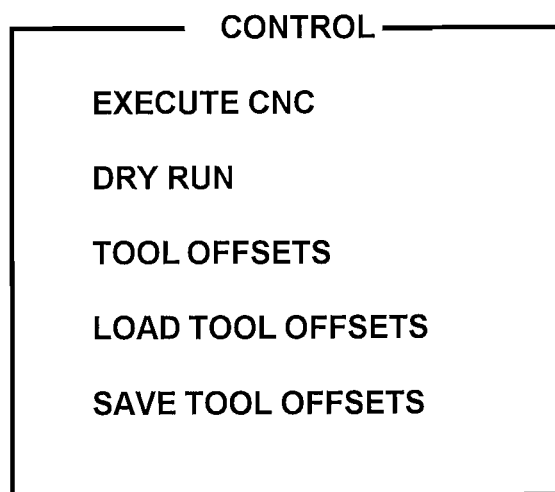 CONTROL
EXECUTE CNC
DRY RUN
TOOL OFFSETS
LOAD TOOL OFFSETS
SAVE TOOL OFFSETS